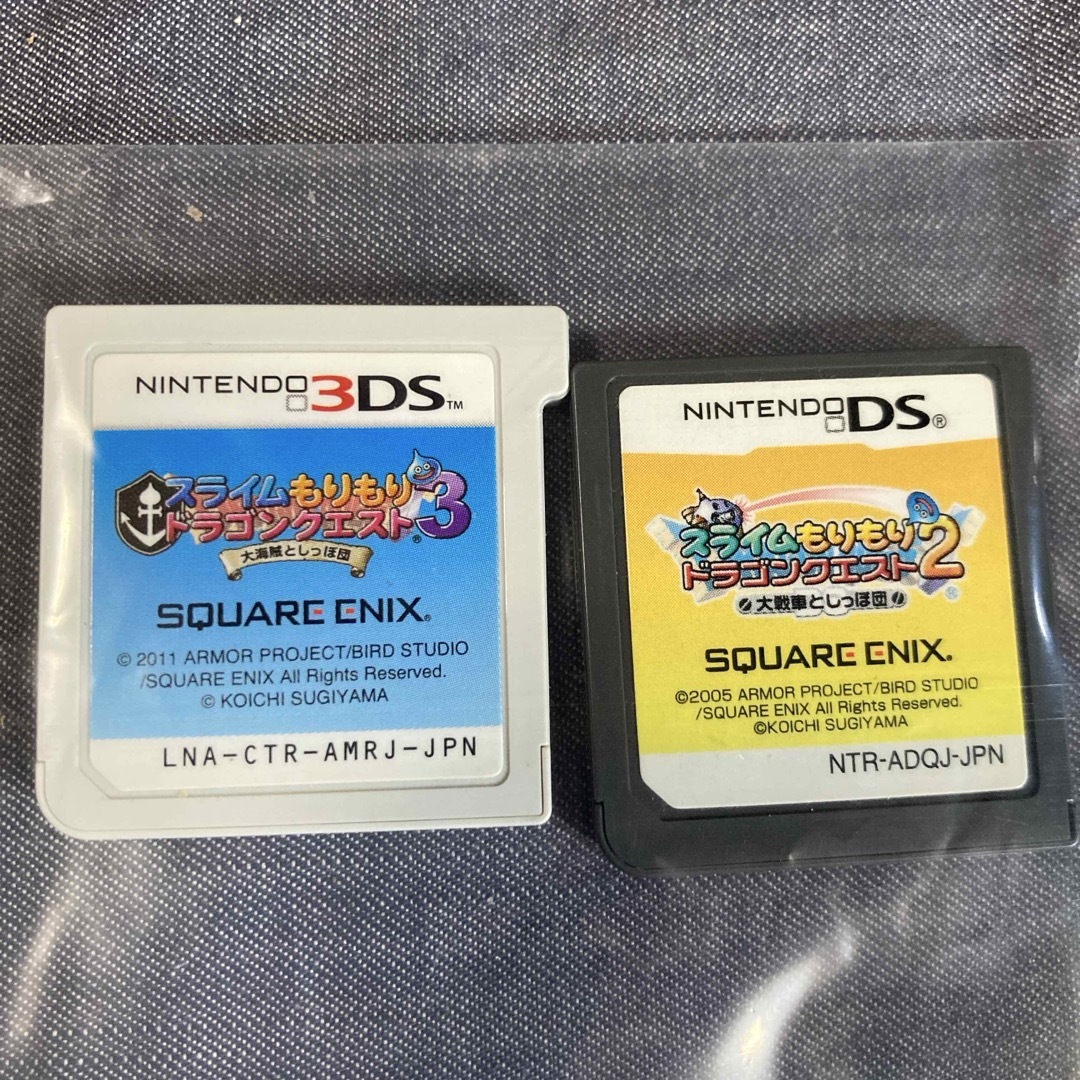 NINTENDO 3DS™
スライムもりもり
ドラゴンクエスト®3
大海賊としっぽ団
SQUARE ENIX®
© 2011 ARMOR PROJECT/BIRD STUDIO
/SQUARE ENIX All Rights Reserved.
© KOICHI SUGIYAMA
LNA-CTR-AMRJ-JPN
NINTENDO DS®
スライムもりもり
ドラゴンクエスト2®
大戦車としっぽ団
SQUARE ENIX®
©2005 ARMOR PROJECT/BIRD STUDIO
/SQUARE ENIX All Rights Reserved.
©KOICHI SUGIYAMA
NTR-ADQJ-JPN